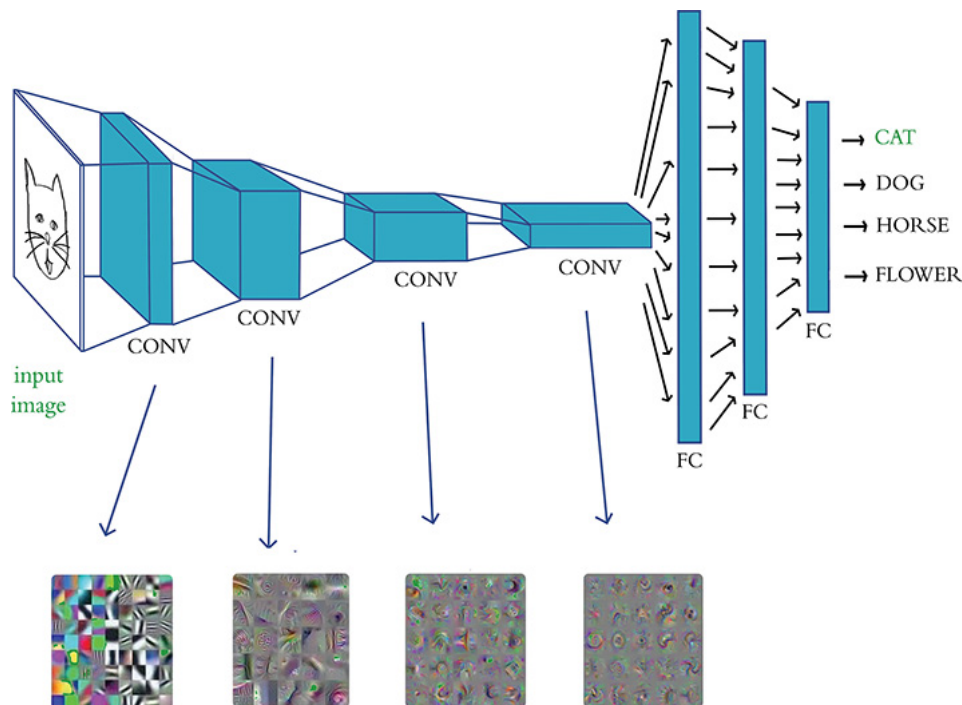 input
image
CONV
CONV
CONV
CONV
FC
FC
FC
CAT
DOG
HORSE
FLOWER